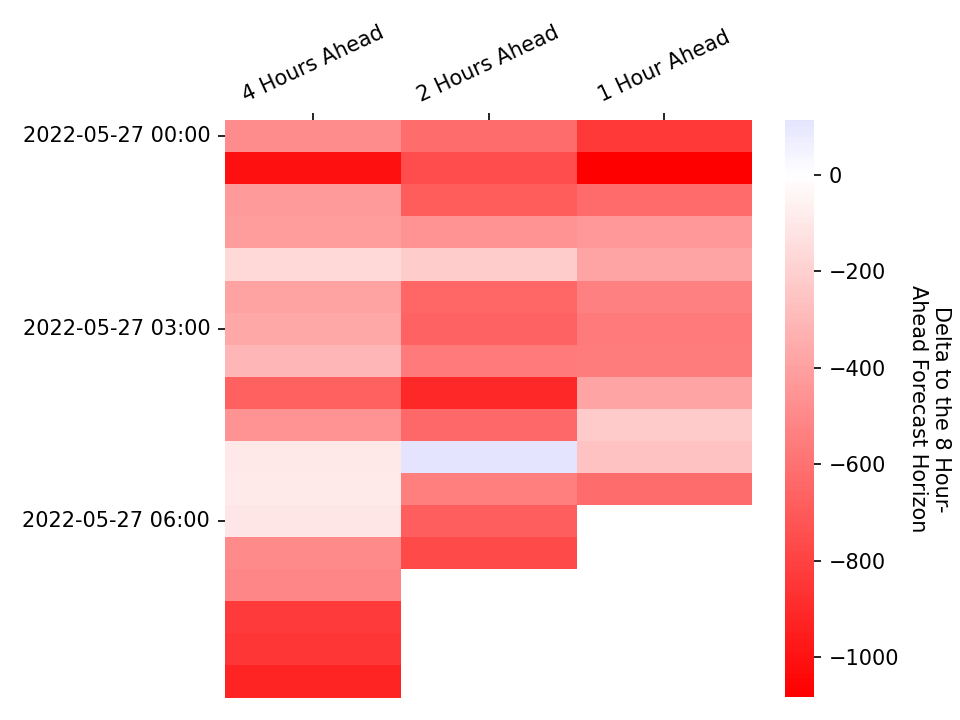 4 Hours Ahead
2 Hours Ahead
1 Hour Ahead
2022-05-27 00:00
2022-05-27 03:00
2022-05-27 06:00
0
−200
−400
−600
−800
−1000
Delta to the 8 Hour-
Ahead Forecast Horizon